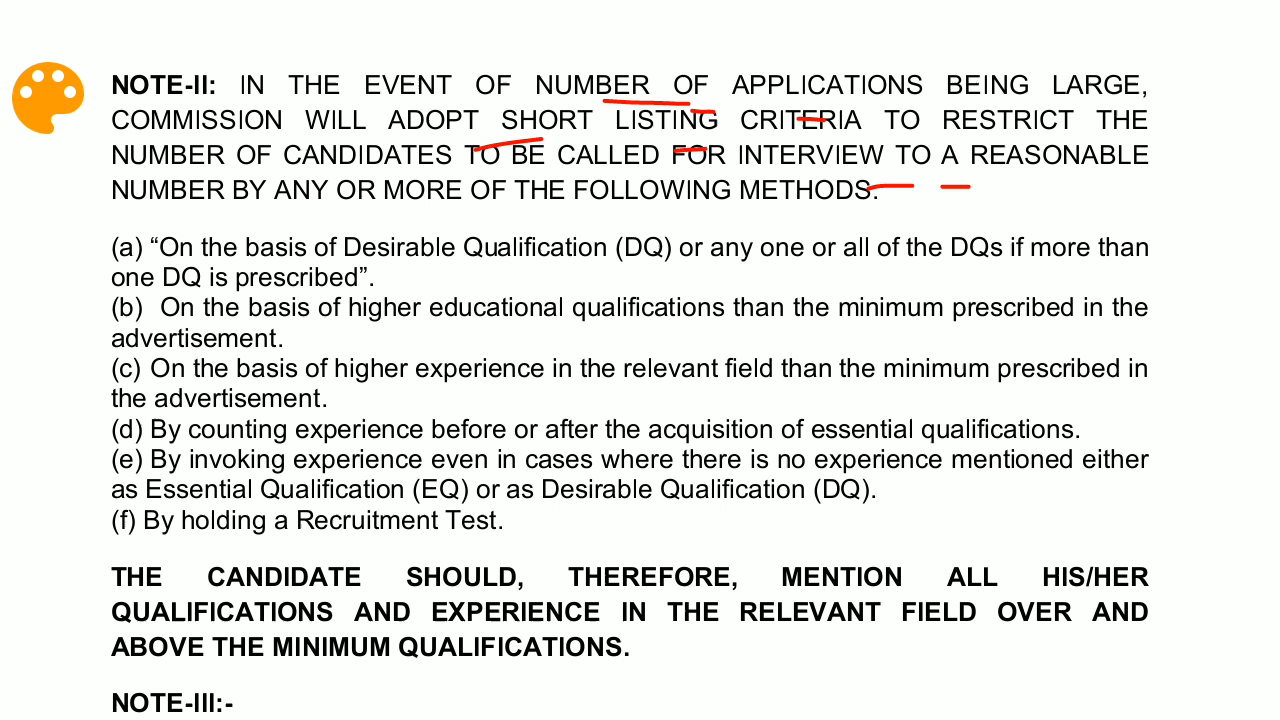 NOTE-II: IN THE EVENT OF NUMBER OF APPLICATIONS BEING LARGE,
COMMISSION WILL ADOPT SHORT LISTING CRITERIA TO RESTRICT THE
NUMBER OF CANDIDATES TO BE CALLED FOR INTERVIEW TO A REASONABLE
NUMBER BY ANY OR MORE OF THE FOLLOWING METHODS:
(a) “On the basis of Desirable Qualification (DQ) or any one or all of the DQs if more than
one DQ is prescribed”.
(b) On the basis of higher educational qualifications than the minimum prescribed in the
advertisement.
(c) On the basis of higher experience in the relevant field than the minimum prescribed in
the advertisement.
(d) By counting experience before or after the acquisition of essential qualifications.
(e) By invoking experience even in cases where there is no experience mentioned either
as Essential Qualification (EQ) or as Desirable Qualification (DQ).
(f) By holding a Recruitment Test.
THE CANDIDATE SHOULD, THEREFORE, MENTION ALL HIS/HER
QUALIFICATIONS AND EXPERIENCE IN THE RELEVANT FIELD OVER AND
ABOVE THE MINIMUM QUALIFICATIONS.
NOTE-III:-